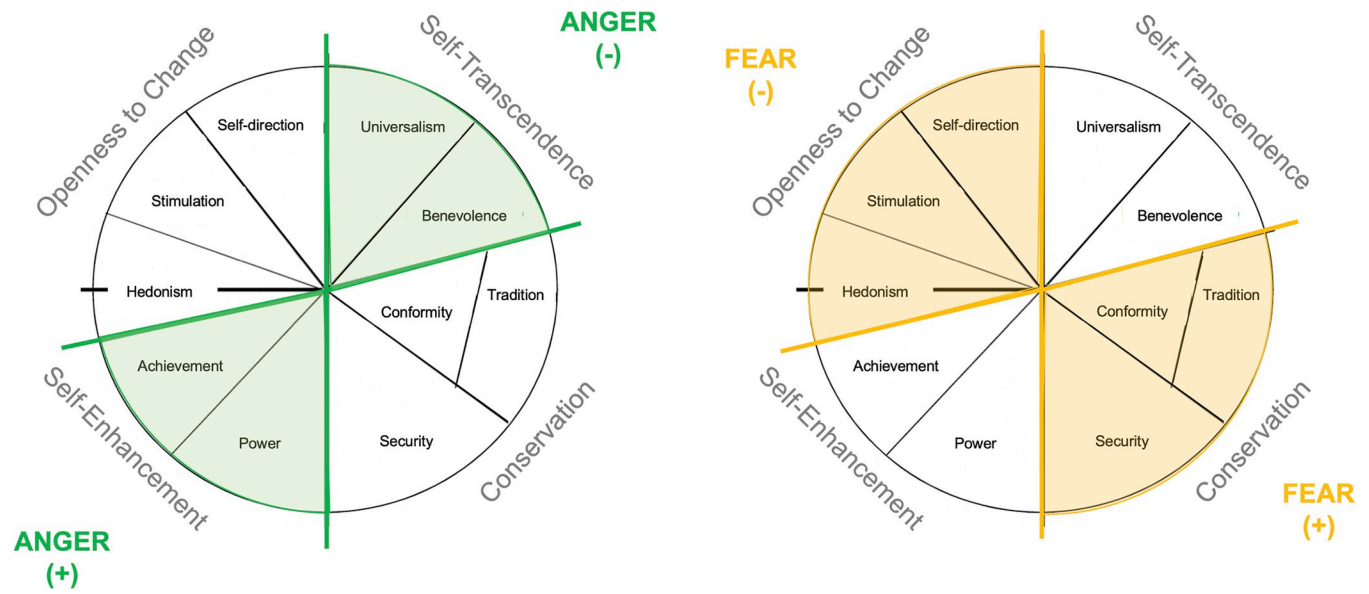 ANGER
(-)
Openness to Change
Self-Transcendence
Self-direction
Universalism
Stimulation
Benevolence
Hedonism
Conformity
Tradition
Achievement
Power
Security
Self-Enhancement
Conservation
ANGER
(+)
FEAR
(-)
Openness to Change
Self-Transcendence
Self-direction
Universalism
Stimulation
Benevolence
Hedonism
Conformity
Tradition
Achievement
Power
Security
Self-Enhancement
Conservation
FEAR
(+)